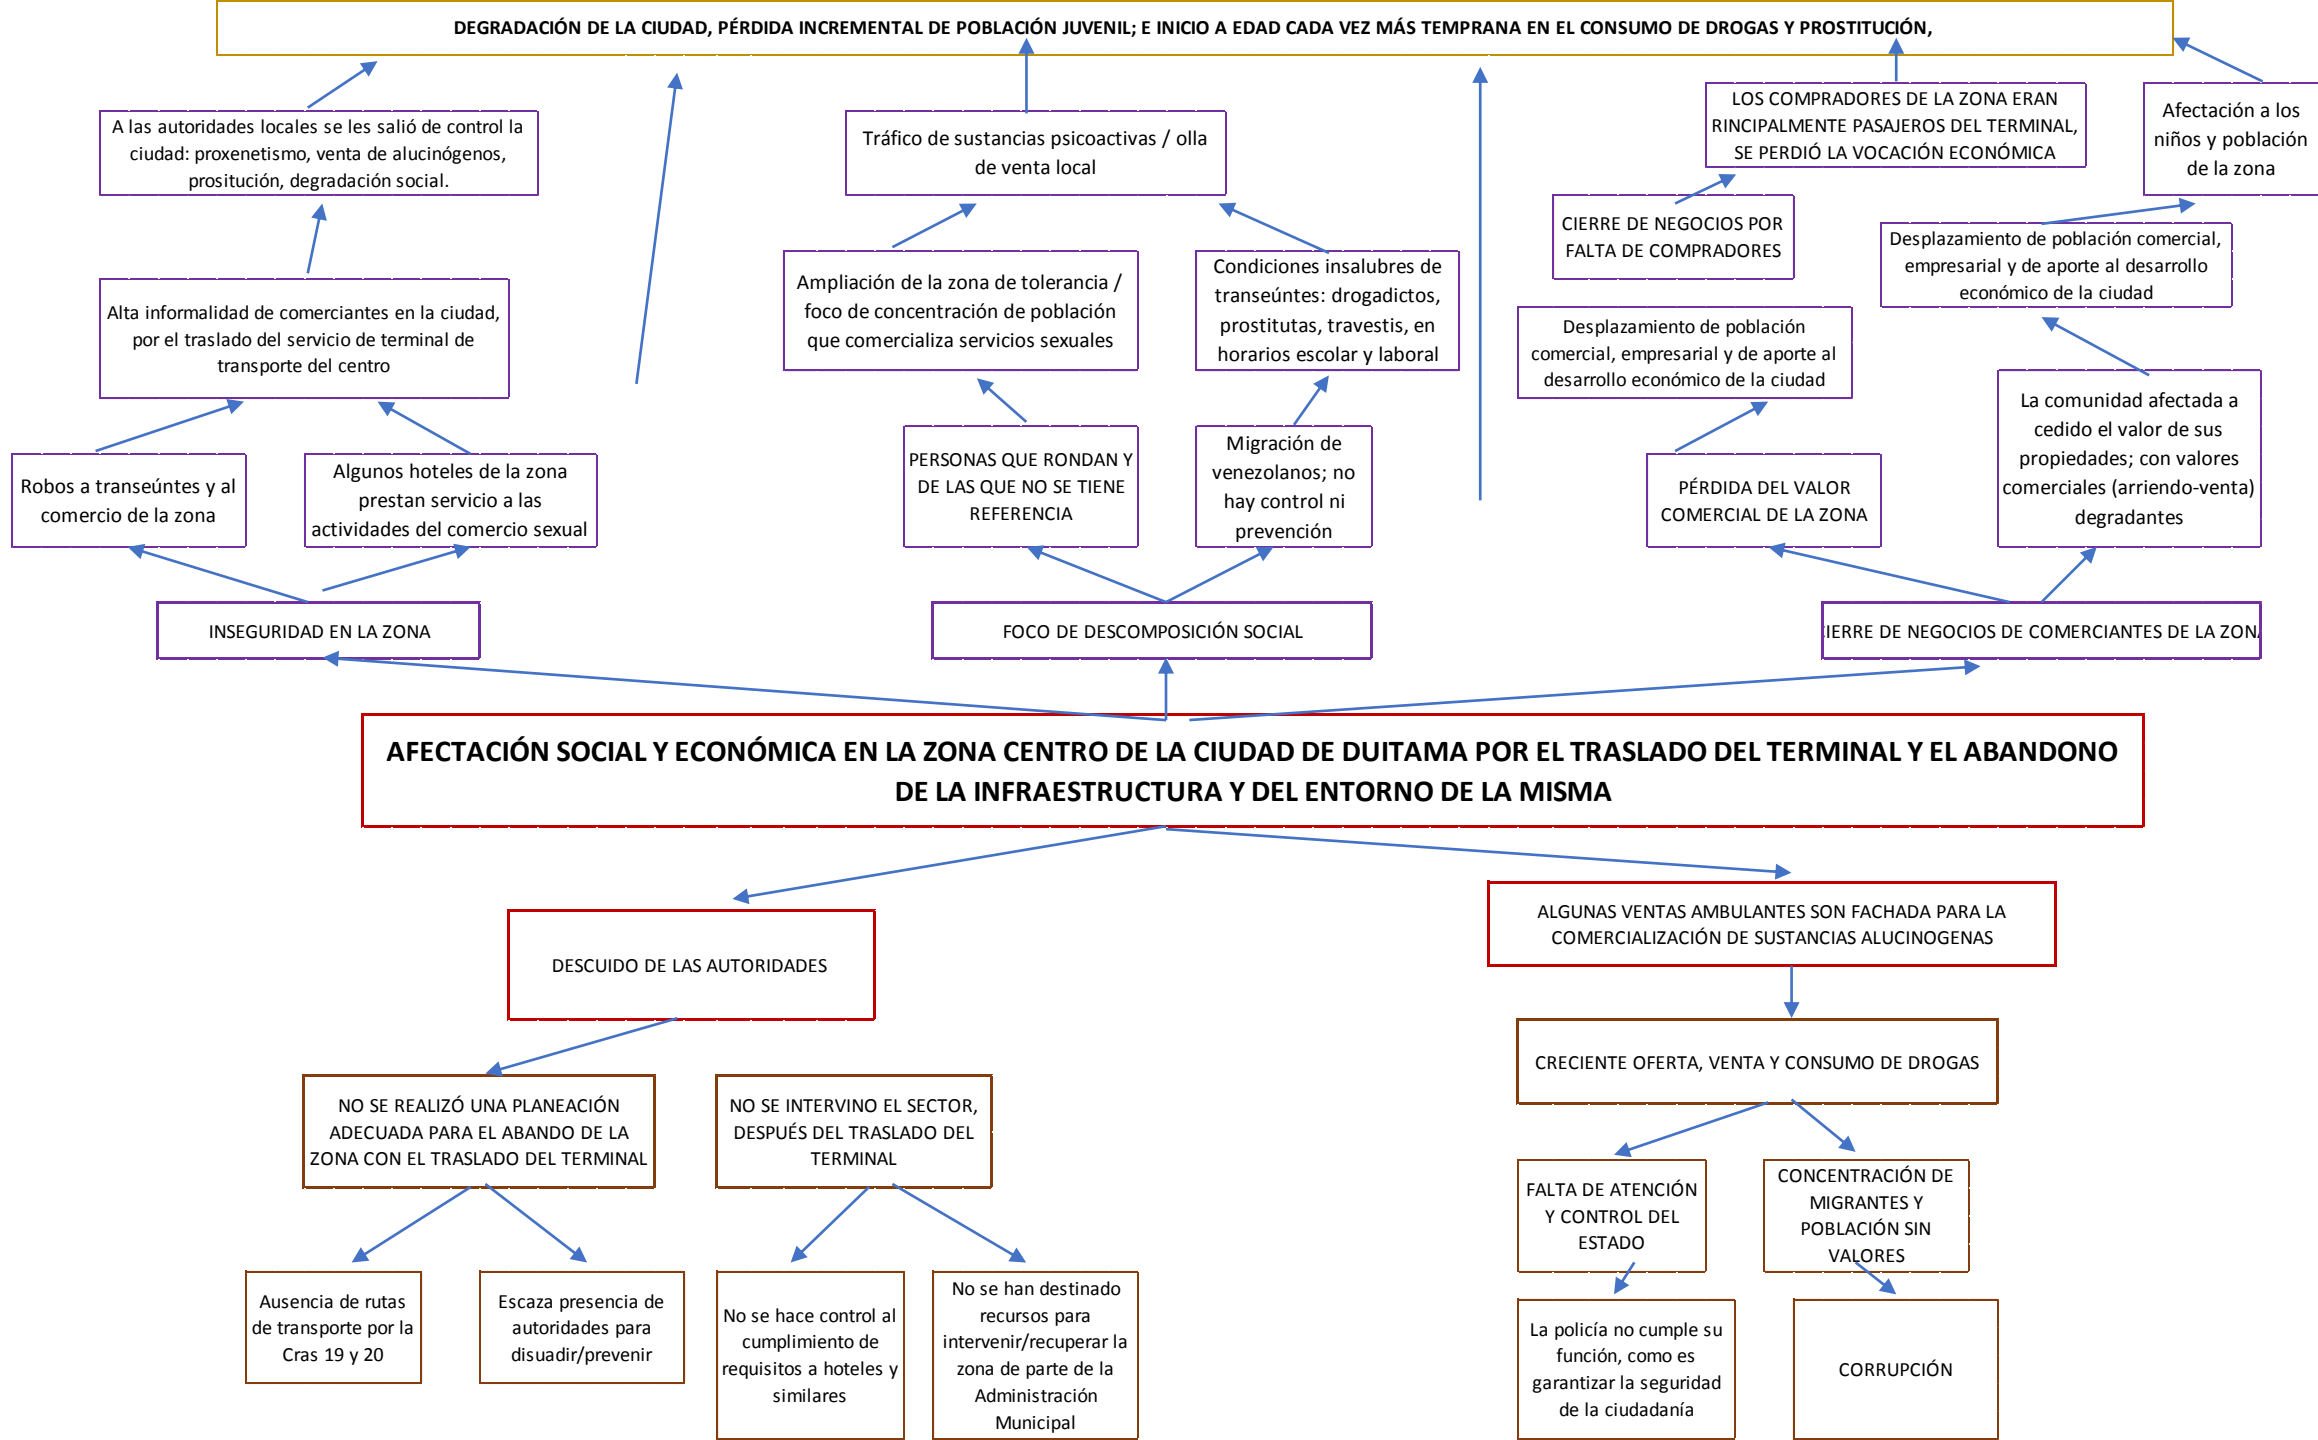 DEGRADACIÓN DE LA CIUDAD, PÉRDIDA INCREMENTAL DE POBLACIÓN JUVENIL; E INICIO A EDAD CADA VEZ MÁS TEMPRANA EN EL CONSUMO DE DROGAS Y PROSTITUCIÓN,
A las autoridades locales se les salió de control la
ciudad: proxenetismo, venta de alucinógenos,
prositución, degradación social.
Tráfico de sustancias psicoactivas / olla
de venta local
LOS COMPRADORES DE LA ZONA ERAN
RINCIPALMENTE PASAJEROS DEL TERMINAL,
SE PERDIÓ LA VOCACIÓN ECONÓMICA
Afectación a los
niños y población
de la zona
CIERRE DE NEGOCIOS POR
FALTA DE COMPRADORES
Desplazamiento de población comercial,
empresarial y de aporte al desarrollo
económico de la ciudad
Alta informalidad de comerciantes en la ciudad,
por el traslado del servicio de terminal de
transporte del centro
Ampliación de la zona de tolerancia /
foco de concentración de población
que comercializa servicios sexuales
Condiciones insalubres de
transeúntes: drogadictos,
prostitutas, travestis, en
horarios escolar y laboral
Desplazamiento de población
comercial, empresarial y de aporte al
desarrollo económico de la ciudad
La comunidad afectada a
cedido el valor de sus
propiedades; con valores
comerciales (arriendo-venta)
degradantes
Robos a transeúntes y al
comercio de la zona
Algunos hoteles de la zona
prestan servicio a las
actividades del comercio sexual
PERSONAS QUE RONDAN Y
DE LAS QUE NO SE TIENE
REFERENCIA
Migración de
venezolanos; no
hay control ni
prevención
PÉRDIDA DEL VALOR
COMERCIAL DE LA ZONA
INSEGURIDAD EN LA ZONA
FOCO DE DESCOMPOSICIÓN SOCIAL
IERRE DE NEGOCIOS DE COMERCIANTES DE LA ZONA
AFECTACIÓN SOCIAL Y ECONÓMICA EN LA ZONA CENTRO DE LA CIUDAD DE DUITAMA POR EL TRASLADO DEL TERMINAL Y EL ABANDONO
DE LA INFRAESTRUCTURA Y DEL ENTORNO DE LA MISMA
DESCUIDO DE LAS AUTORIDADES
ALGUNAS VENTAS AMBULANTES SON FACHADA PARA LA
COMERCIALIZACIÓN DE SUSTANCIAS ALUCINOGENAS
NO SE REALIZÓ UNA PLANEACIÓN
ADECUADA PARA EL ABANDO DE LA
ZONA CON EL TRASLADO DEL TERMINAL
NO SE INTERVINO EL SECTOR,
DESPUÉS DEL TRASLADO DEL
TERMINAL
CRECIENTE OFERTA, VENTA Y CONSUMO DE DROGAS
FALTA DE ATENCIÓN
Y CONTROL DEL
ESTADO
CONCENTRACIÓN DE
MIGRANTES Y
POBLACIÓN SIN
VALORES
Ausencia de rutas
de transporte por la
Cras 19 y 20
Escaza presencia de
autoridades para
disuadir/prevenir
No se hace control al
cumplimiento de
requisitos a hoteles y
similares
No se han destinado
recursos para
intervenir/recuperar la
zona de parte de la
Administración
Municipal
La policía no cumple su
función, como es
garantizar la seguridad
de la ciudadanía
CORRUPCIÓN